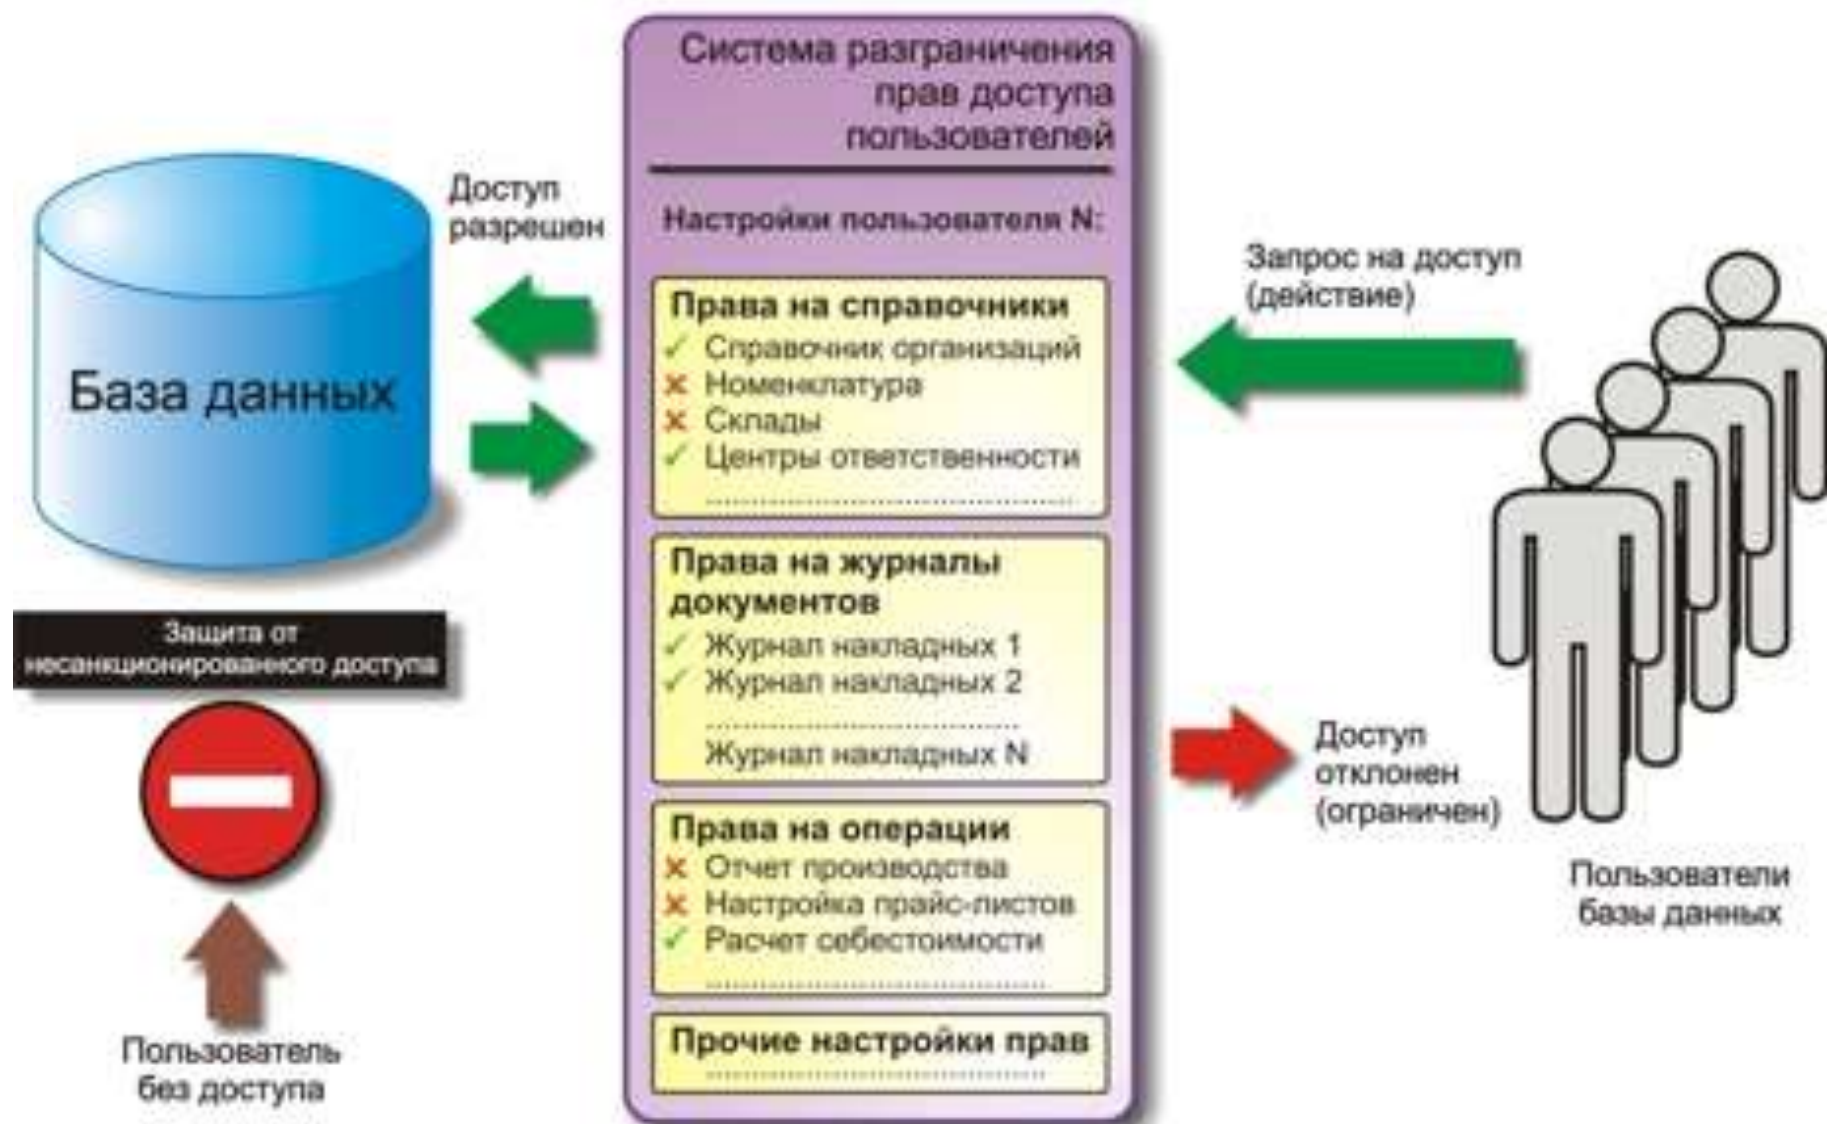 Система разграничения
прав доступа
пользователей
Настройки пользователя N:
Права на справочники
Справочник организаций
Номенклатура
Склады
Центры ответственности
Права на журналы
документов
Журнал накладных 1
Журнал накладных 2
Журнал накладных N
Права на операции
Отчет производства
Настройка прайс-листов
Расчет себестоимости
Прочие настройки прав
Доступ
разрешен
База данных
Защита от
несанкционированного доступа
Пользователь
без доступа
Запрос на доступ
(действие)
Доступ
отклонен
(ограничен)
Пользователи
базы данных